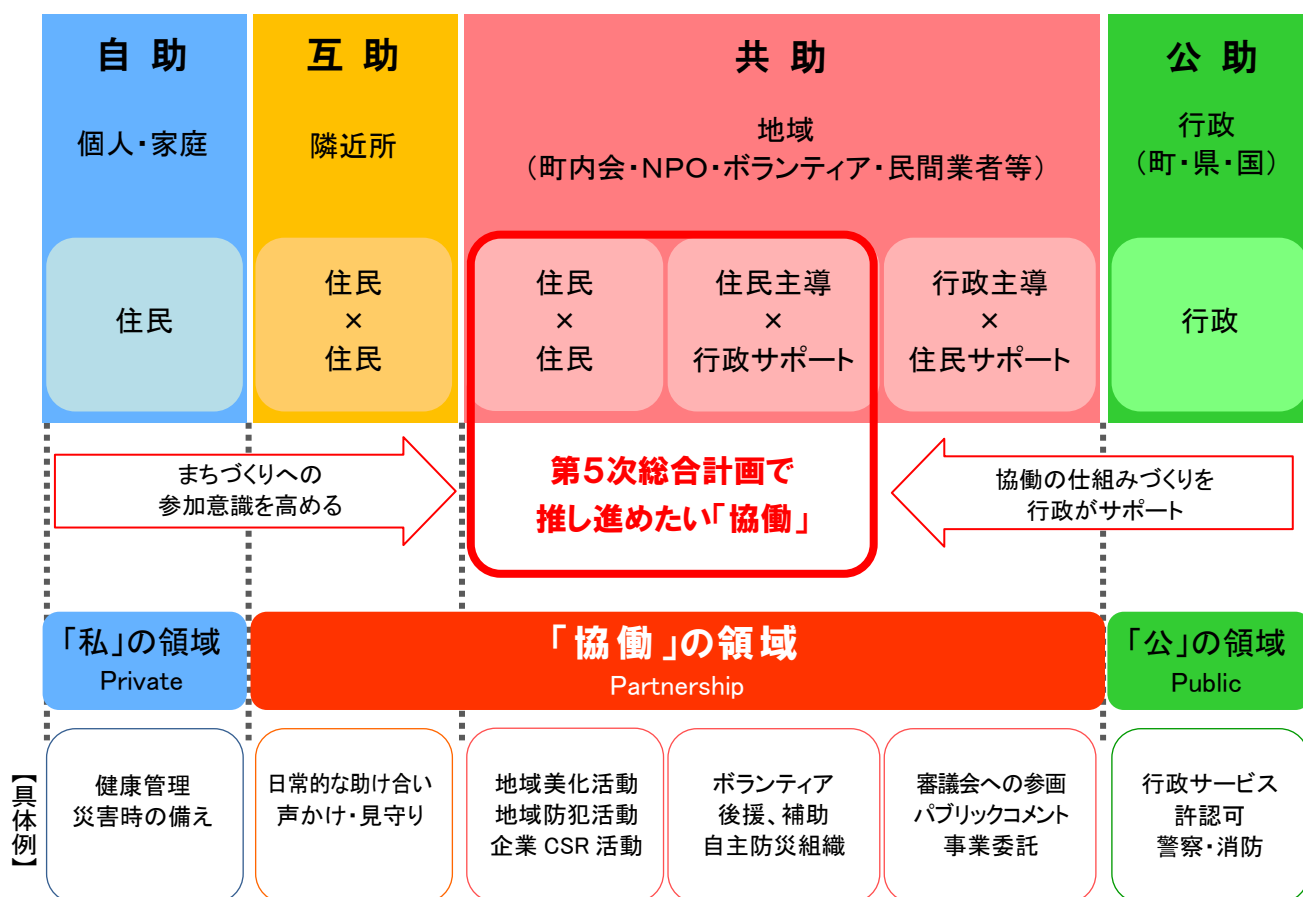 自助
互助
共助
公助
個人・家庭
隣近所
地域
（町内会・NPO・ボランティア・民間業者等）
行政
（町・県・国）
住民
住民
×
住民
住民
×
住民
住民主導
×
行政サポート
行政主導
×
住民サポート
行政
まちづくりへの
参加意識を高める
第5次総合計画で
推し進めたい「協働」
協働の仕組みづくりを
行政がサポート
「私」の領域
Private
「協働」の領域
Partnership
「公」の領域
Public
【具体例】
健康管理
災害時の備え
日常的な助け合い
声かけ・見守り
地域美化活動
地域防犯活動
企業 CSR 活動
ボランティア
後援、補助
自主防災組織
審議会への参画
パブリックコメント
事業委託
行政サービス
許認可
警察・消防